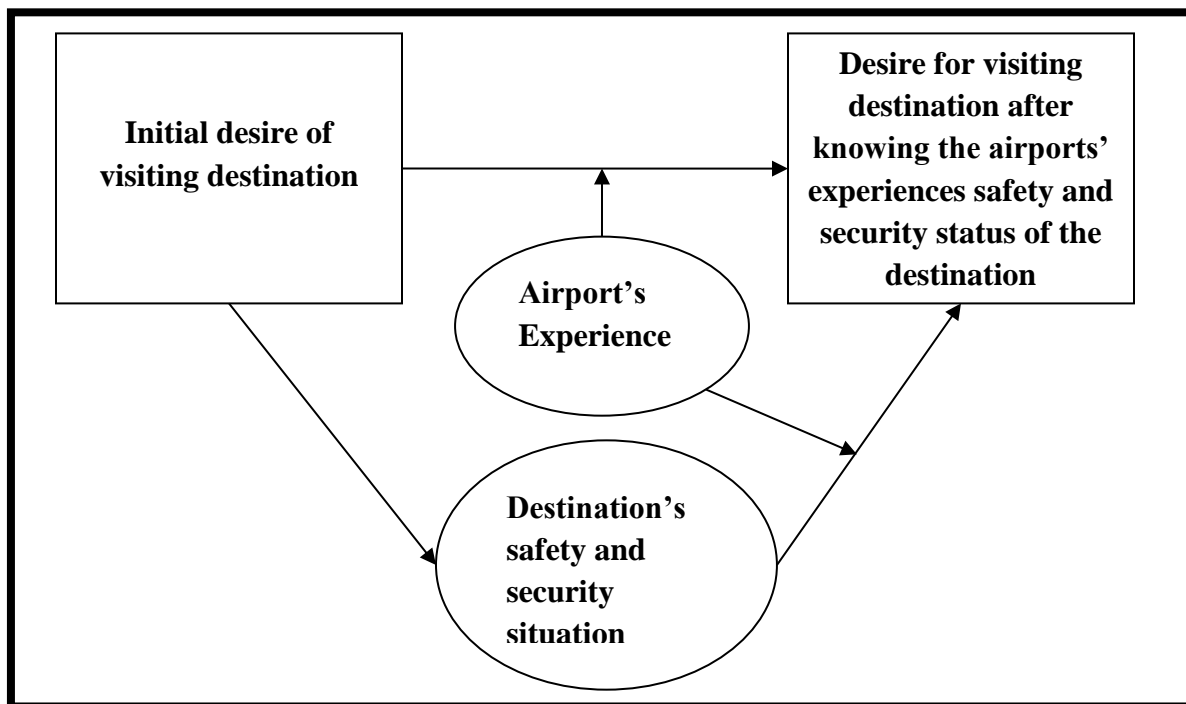 Initial desire of
visiting destination
Desire for visiting
destination after
knowing the airports’
experiences safety and
security status of the
destination
Airport’s
Experience
Destination’s
safety and
security
situation